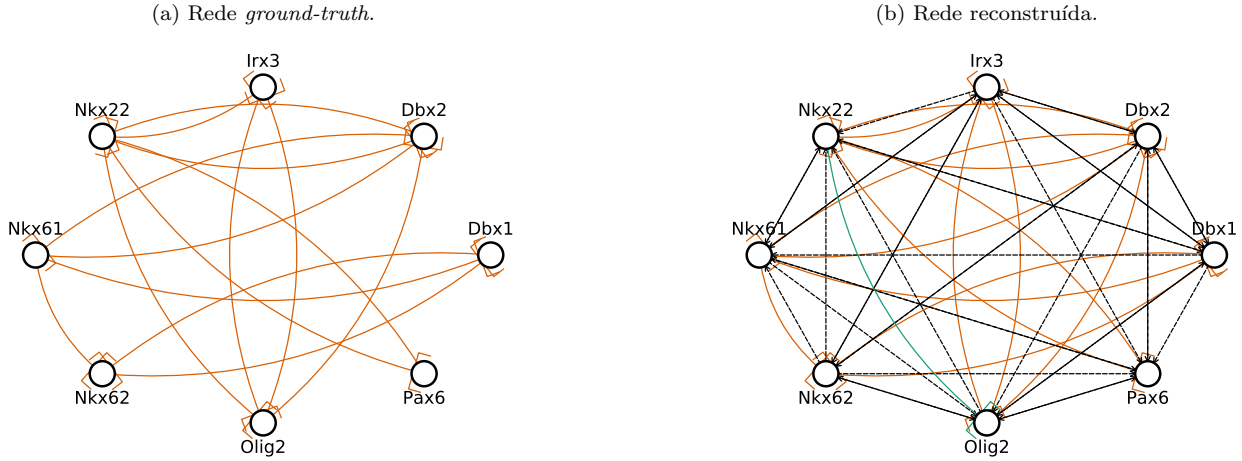 (a) Rede ground-truth.
Irx3
Nkx22
Dbx2
Nkx61
Dbx1
Nkx62
Pax6
Olig2
(b) Rede reconstruída.
Irx3
Nkx22
Dbx2
Nkx61
Dbx1
Nkx62
Pax6
Olig2